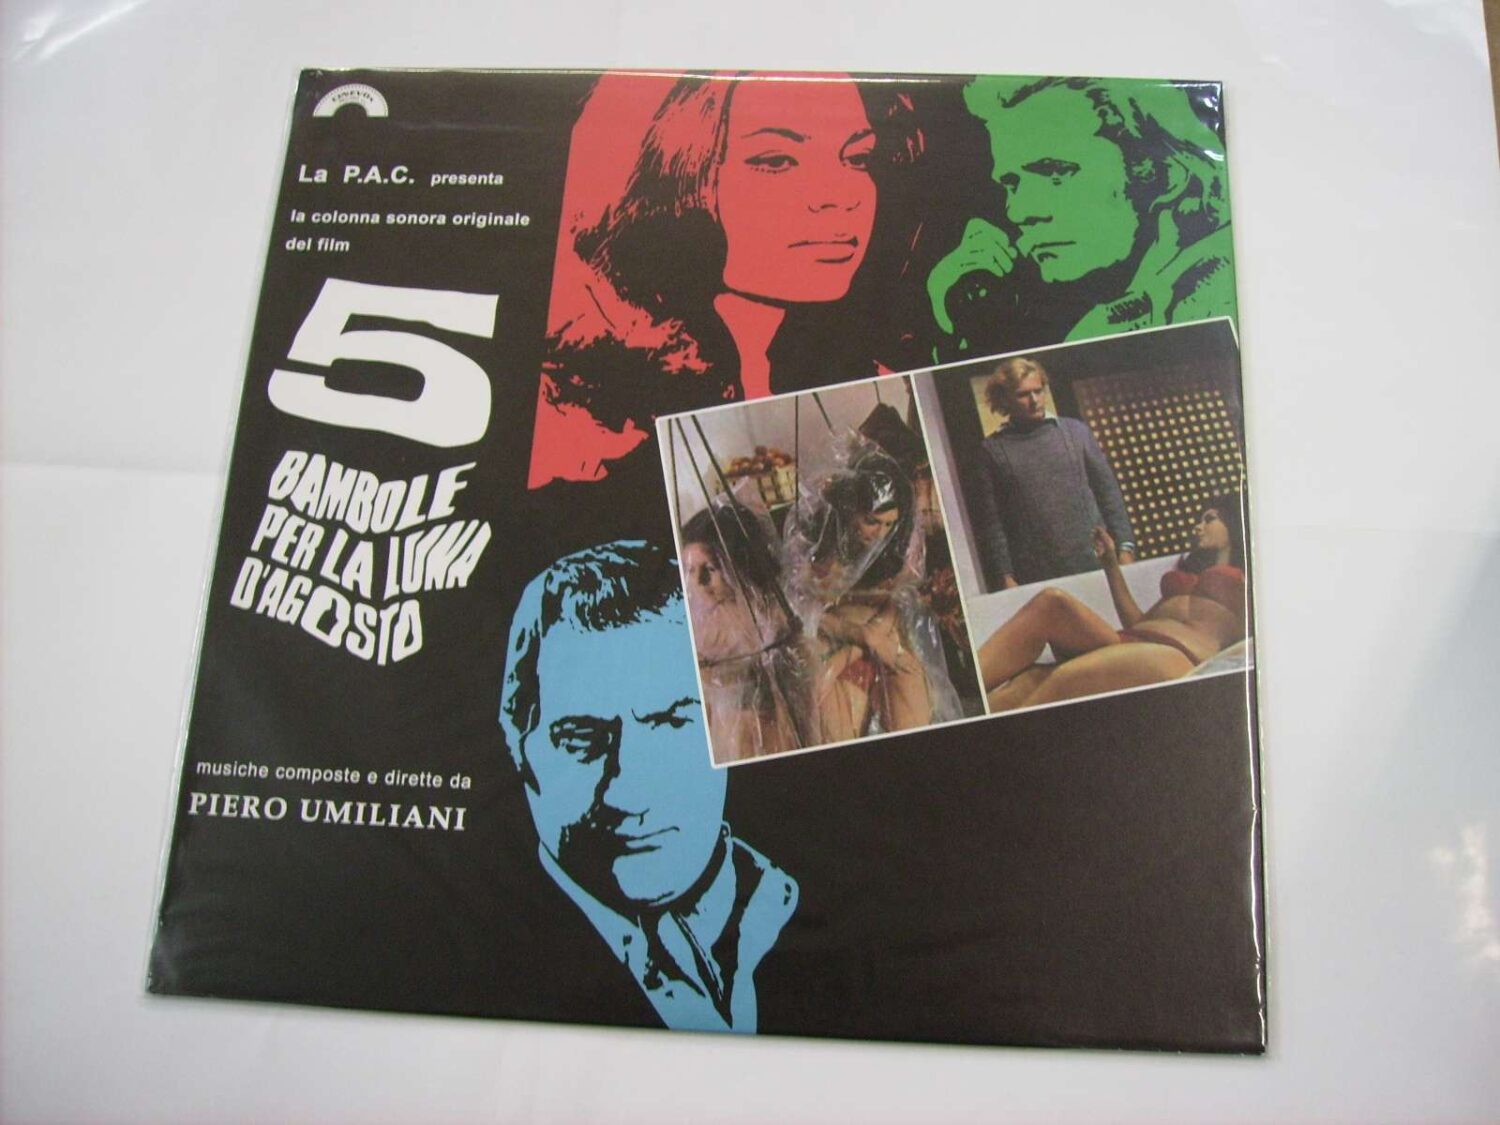 CINEVOX
La P.A.C. presenta
la colonna sonora originale
del film
5
BAMBOLE
PER LA LUNA
D'AGOSTO
musiche composte e dirette da
PIERO UMILIANI